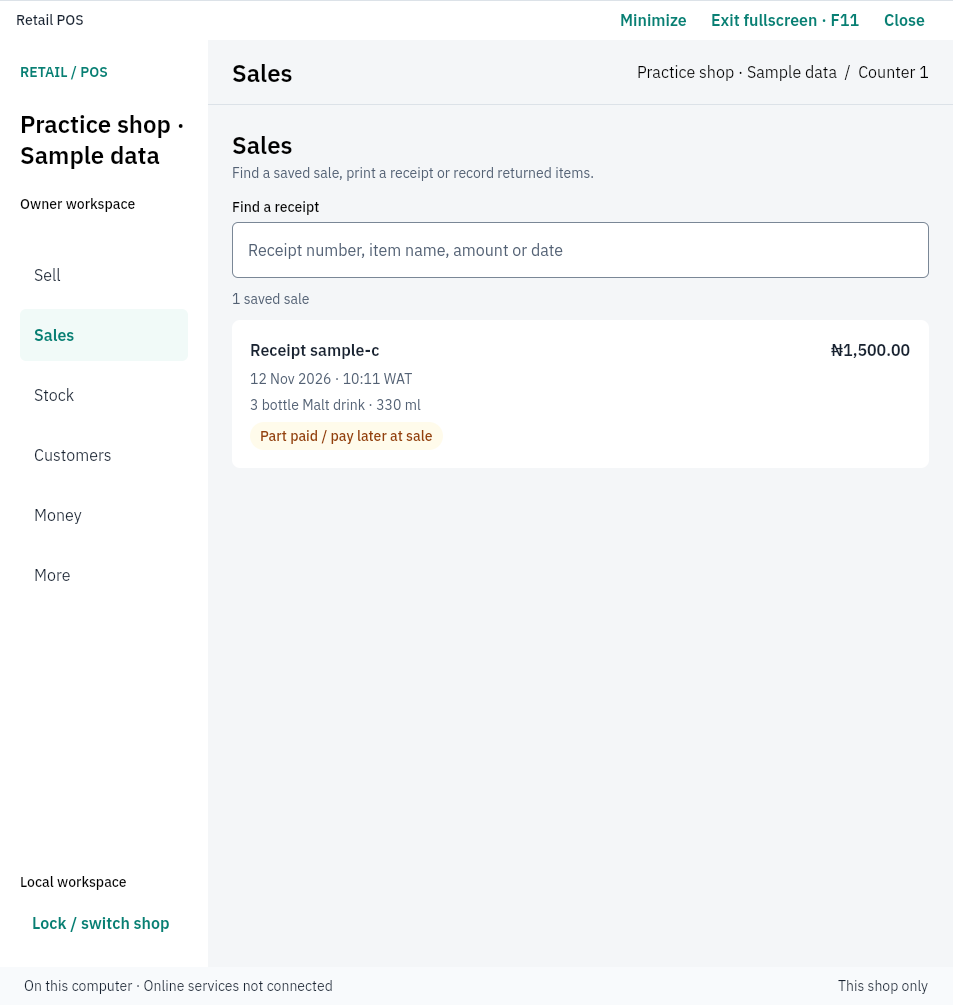 Retail POS
Minimize
Exit fullscreen · F11
Close
RETAIL / POS
Practice shop ·
Sample data
Owner workspace
Sell
Sales
Stock
Customers
Money
More
Local workspace
Lock / switch shop
Sales
Practice shop · Sample data / Counter 1
Sales
Find a saved sale, print a receipt or record returned items.
Find a receipt
Receipt number, item name, amount or date
1 saved sale
Receipt sample-c
₦1,500.00
12 Nov 2026 · 10:11 WAT
3 bottle Malt drink · 330 ml
Part paid / pay later at sale
On this computer · Online services not connected
This shop only